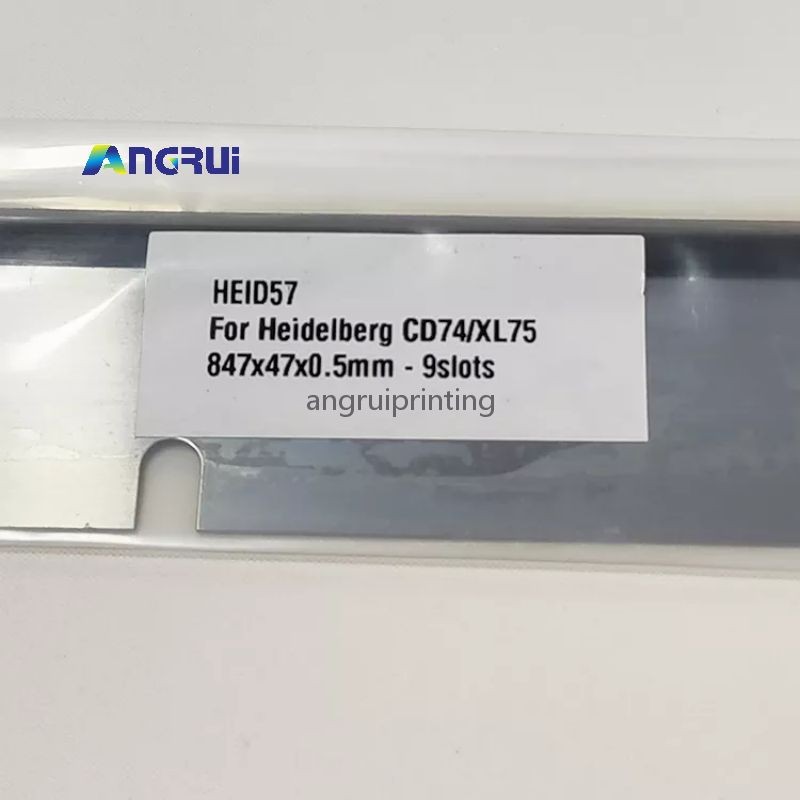 ANGRUI
HEID57
For Heidelberg CD74/XL75
847x47x0.5mm - 9slots
angruiprinting